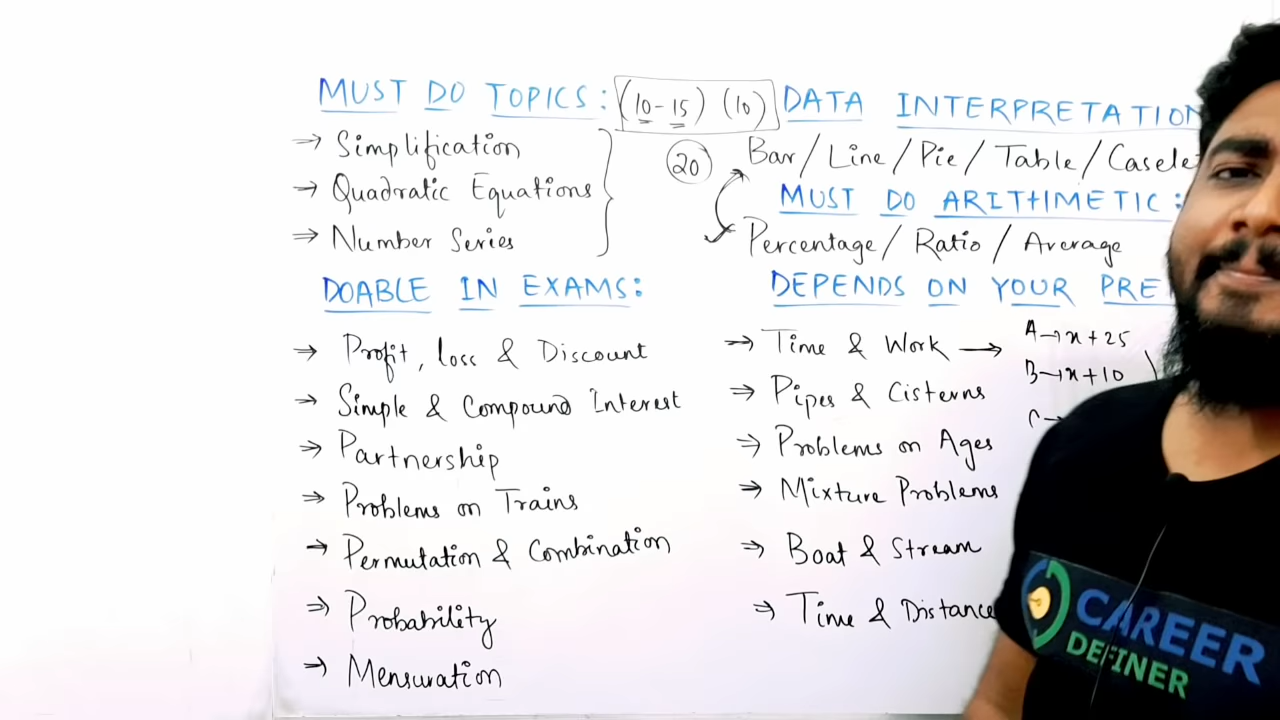 MUST DO TOPICS: (10-15) (10)
→ Simplification
→ Quadratic Equations
→ Number Series
20
DATA INTERPRETATION
Bar / Line / Pie / Table / Caselet
MUST DO ARITHMETIC:
Percentage / Ratio / Average
DOABLE IN EXAMS:
→ Profit, loss & Discount
→ Simple & Compound Interest
→ Partnership
→ Problems on Trains
→ Permutation & Combination
→ Probability
→ Mensuration
DEPENDS ON YOUR PRE
→ Time & Work →
A→x+25
B→x+10
→ Pipes & Cisterns
→ Problems on Ages
→ Mixture Problems
→ Boat & Stream
→ Time & Distance
CAREER
DEFINER